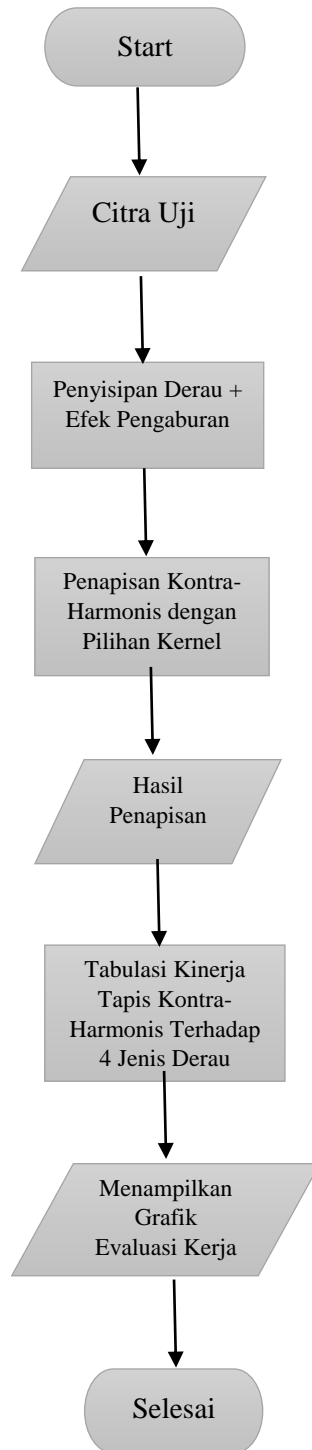 Start
Citra Uji
Penyisipan Derau +
Efek Pengaburan
Penapisan Kontra-
Harmonis dengan
Pilihan Kernel
Hasil
Penapisan
Tabulasi Kinerja
Tapis Kontra-
Harmonis Terhadap
4 Jenis Derau
Menampilkan
Grafik
Evaluasi Kerja
Selesai